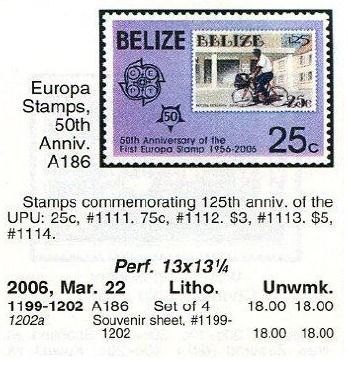 Europa
Stamps,
50th
Anniv.
A186
BELIZE
BELIZE
125
25c
50
50th Anniversary of the
First Europa Stamp 1956-2006
25c
Stamps commemorating 125th anniv. of the
UPU: 25c, #1111. 75c, #1112. $3, #1113. $5,
#1114.
Perf. 13x13¼
2006, Mar. 22 Litho. Unwmk.
1199-1202 A186 Set of 4 18.00 18.00
1202a Souvenir sheet, #1199-
1202 18.00 18.00